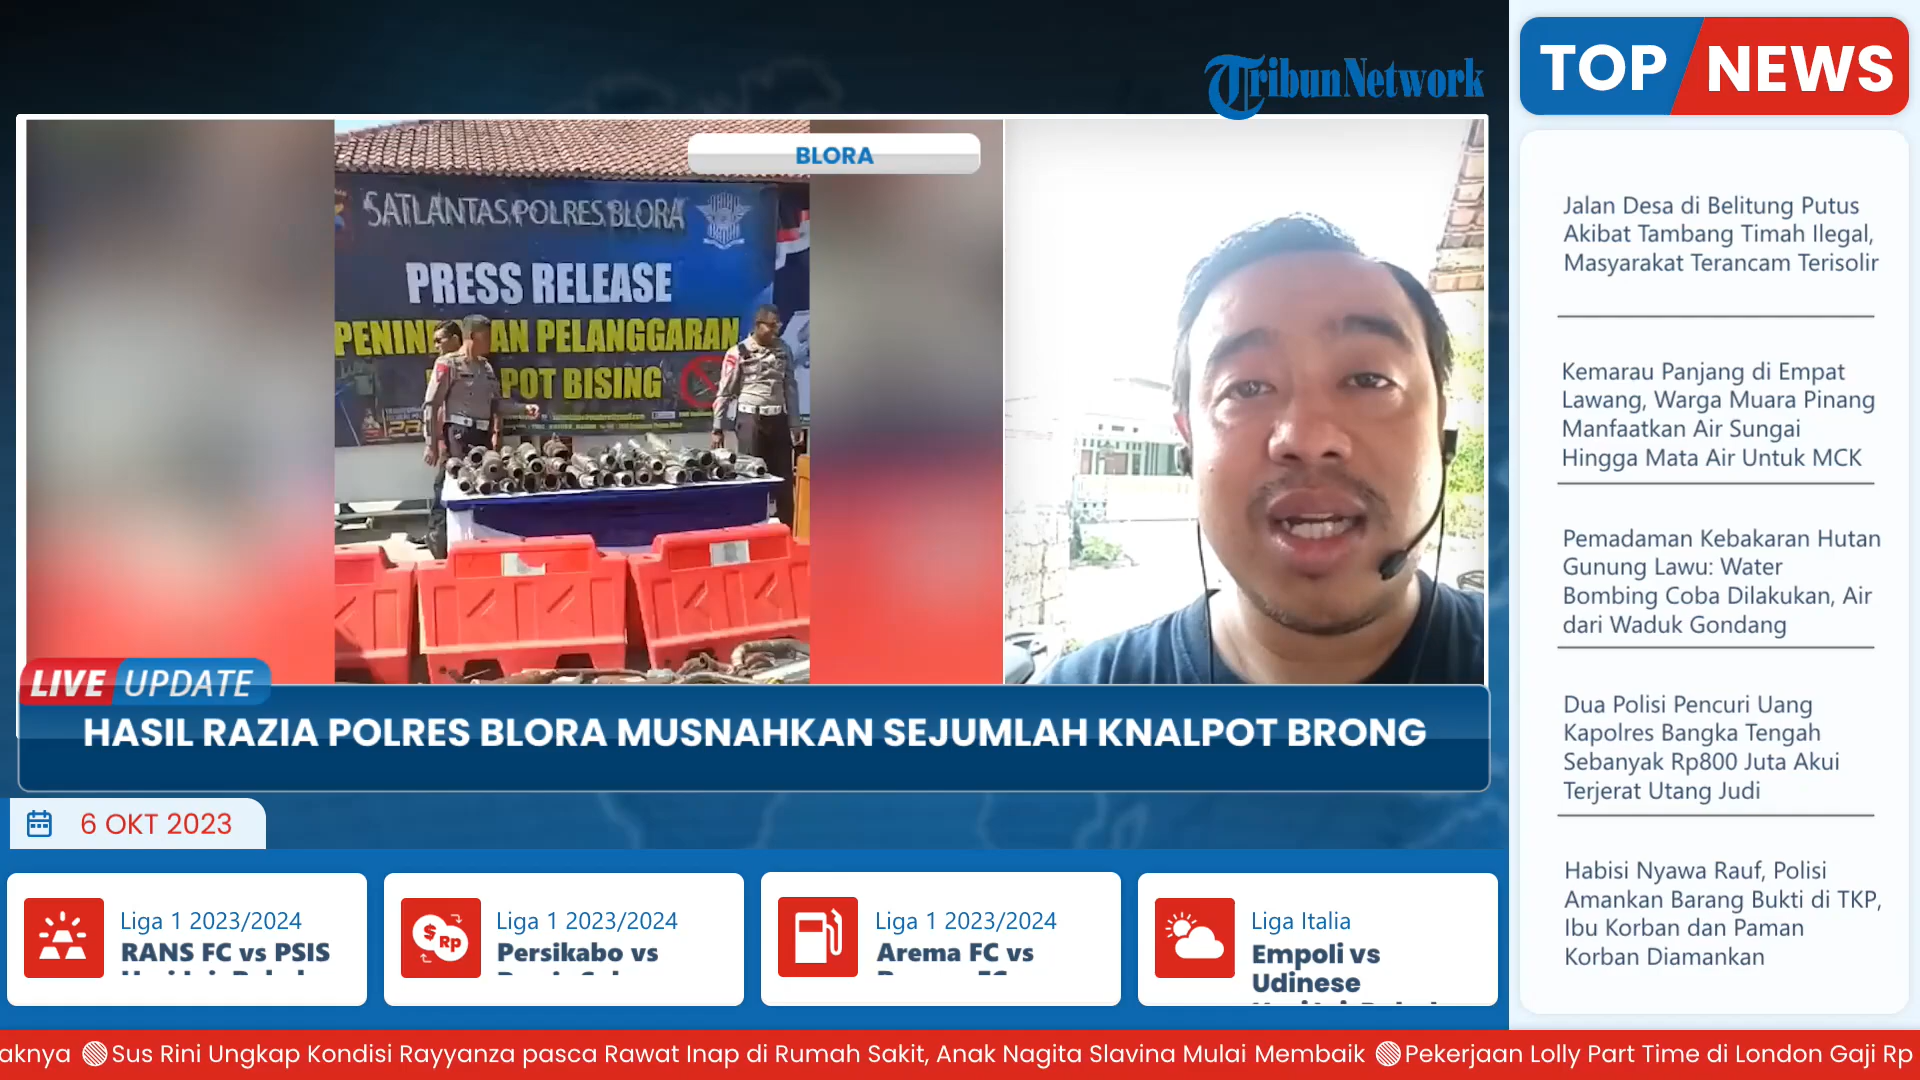 TribunNetwork
TOP NEWS
BLORA
SATLANTAS POLRES BLORA
PRESS RELEASE
PELANGGARAN
BISING
LIVE UPDATE
HASIL RAZIA POLRES BLORA MUSNAHKAN SEJUMLAH KNALPOT BRONG
6 OKT 2023
Liga 1 2023/2024
RANS FC vs PSIS
Liga 1 2023/2024
Persikabo vs
Liga 1 2023/2024
Arema FC vs
Liga Italia
Empoli vs
Udinese
Jalan Desa di Belitung Putus
Akibat Tambang Timah Ilegal,
Masyarakat Terancam Terisolir
Kemarau Panjang di Empat
Lawang, Warga Muara Pinang
Manfaatkan Air Sungai
Hingga Mata Air Untuk MCK
Pemadaman Kebakaran Hutan
Gunung Lawu: Water
Bombing Coba Dilakukan, Air
dari Waduk Gondang
Dua Polisi Pencuri Uang
Kapolres Bangka Tengah
Sebanyak Rp800 Juta Akui
Terjerat Utang Judi
Habisi Nyawa Rauf, Polisi
Amankan Barang Bukti di TKP,
Ibu Korban dan Paman
Korban Diamankan
aknya Sus Rini Ungkap Kondisi Rayyanza pasca Rawat Inap di Rumah Sakit, Anak Nagita Slavina Mulai Membaik Pekerjaan Lolly Part Time di London Gaji Rp